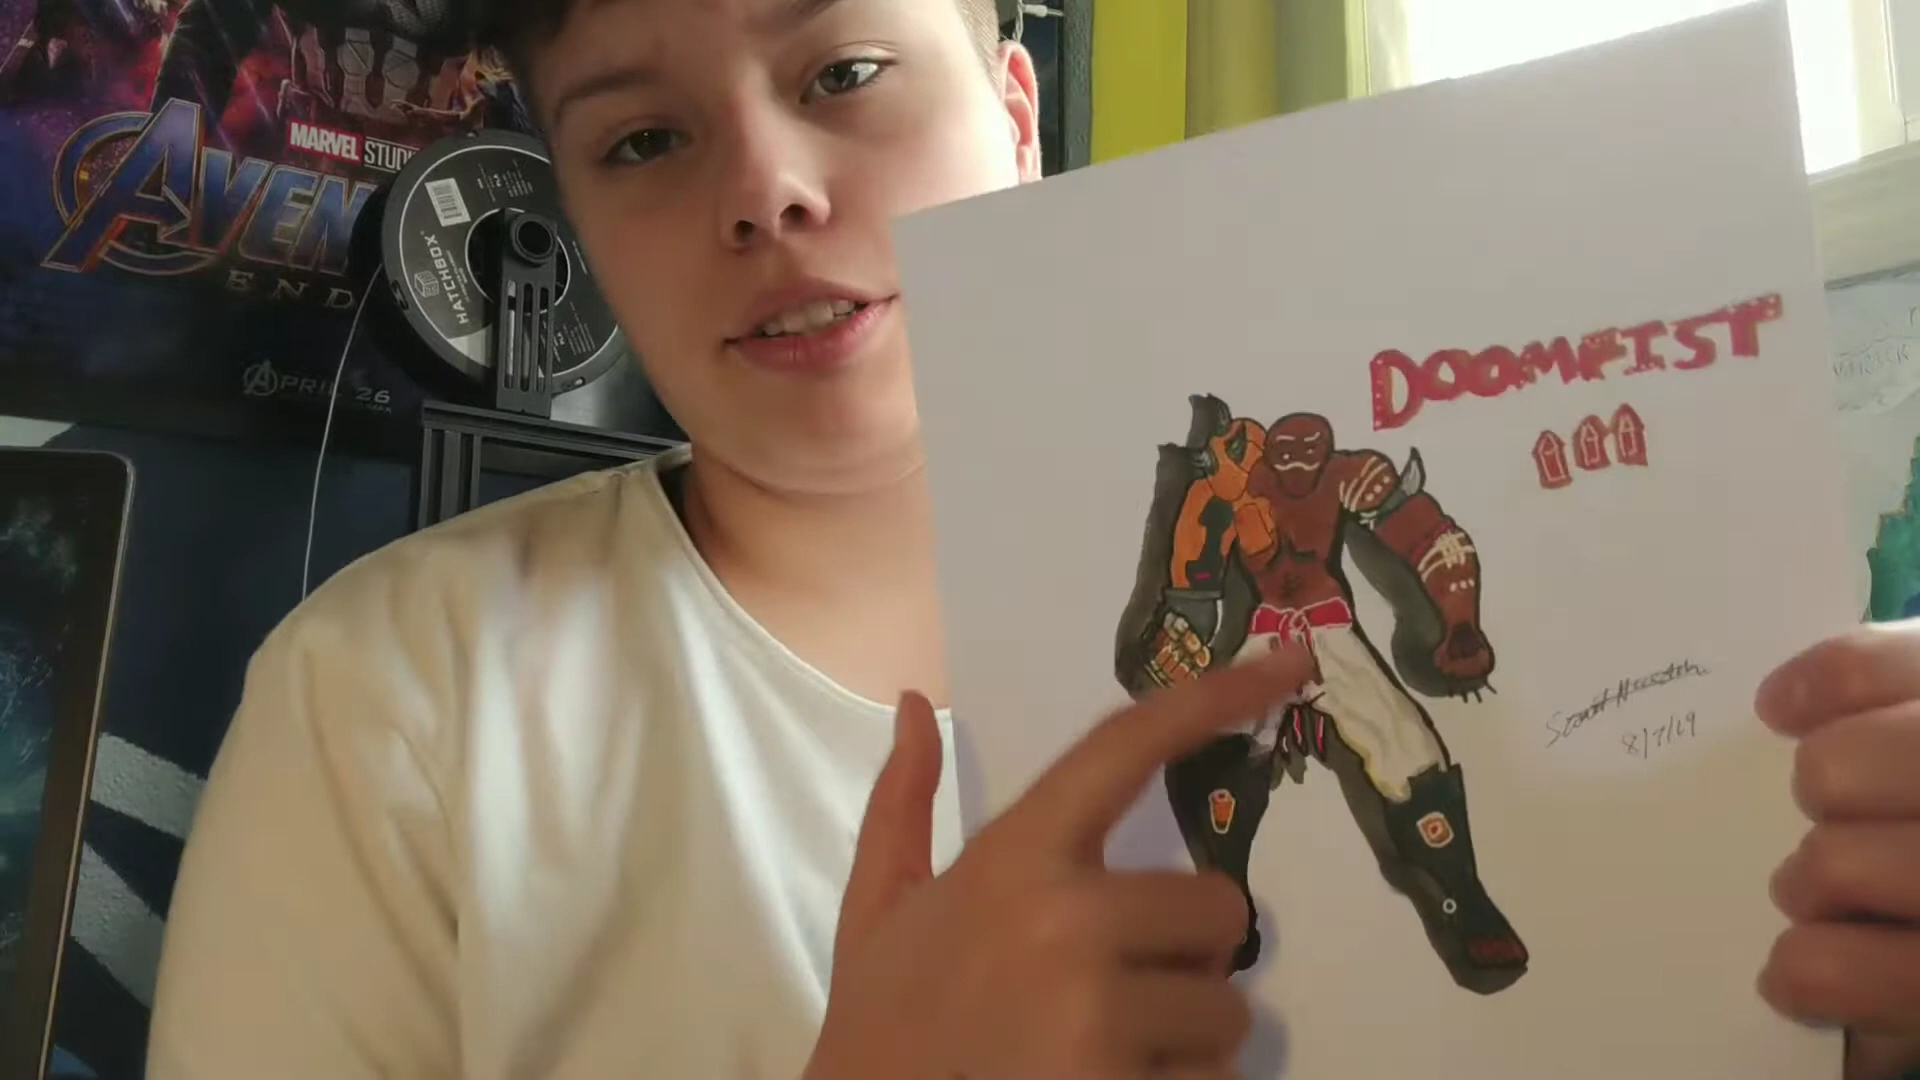 MARVEL STUDI
AVEN
END
APRIL 26
HATCHBOX
DOOMFIST
8/7/19